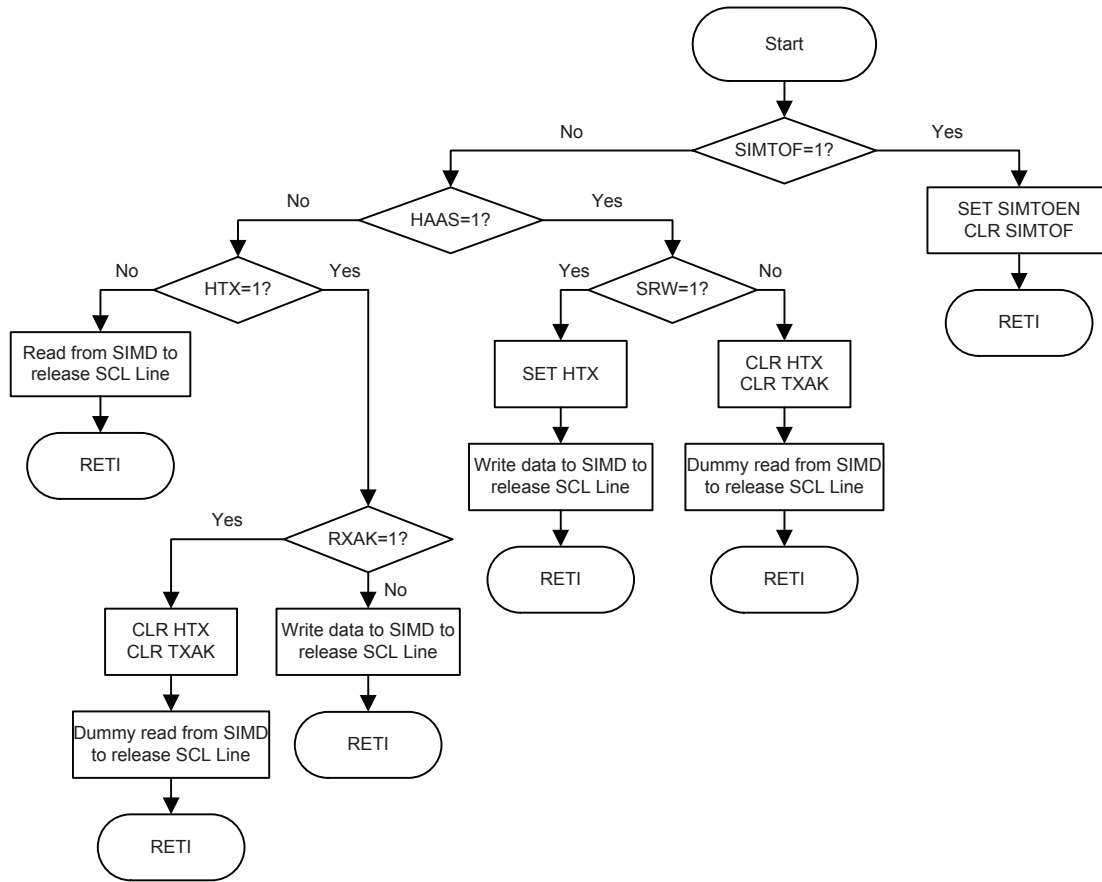 Start
No
Yes
SIMTOF=1?
No
Yes
HAAS=1?
SET SIMTOEN
CLR SIMTOF
No
Yes
Yes
No
HTX=1?
SRW=1?
RETI
Read from SIMD to
release SCL Line
SET HTX
CLR HTX
CLR TXAK
RETI
Write data to SIMD to
release SCL Line
Dummy read from SIMD
to release SCL Line
Yes
RXAK=1?
RETI
RETI
No
CLR HTX
CLR TXAK
Write data to SIMD to
release SCL Line
Dummy read from SIMD
to release SCL Line
RETI
RETI